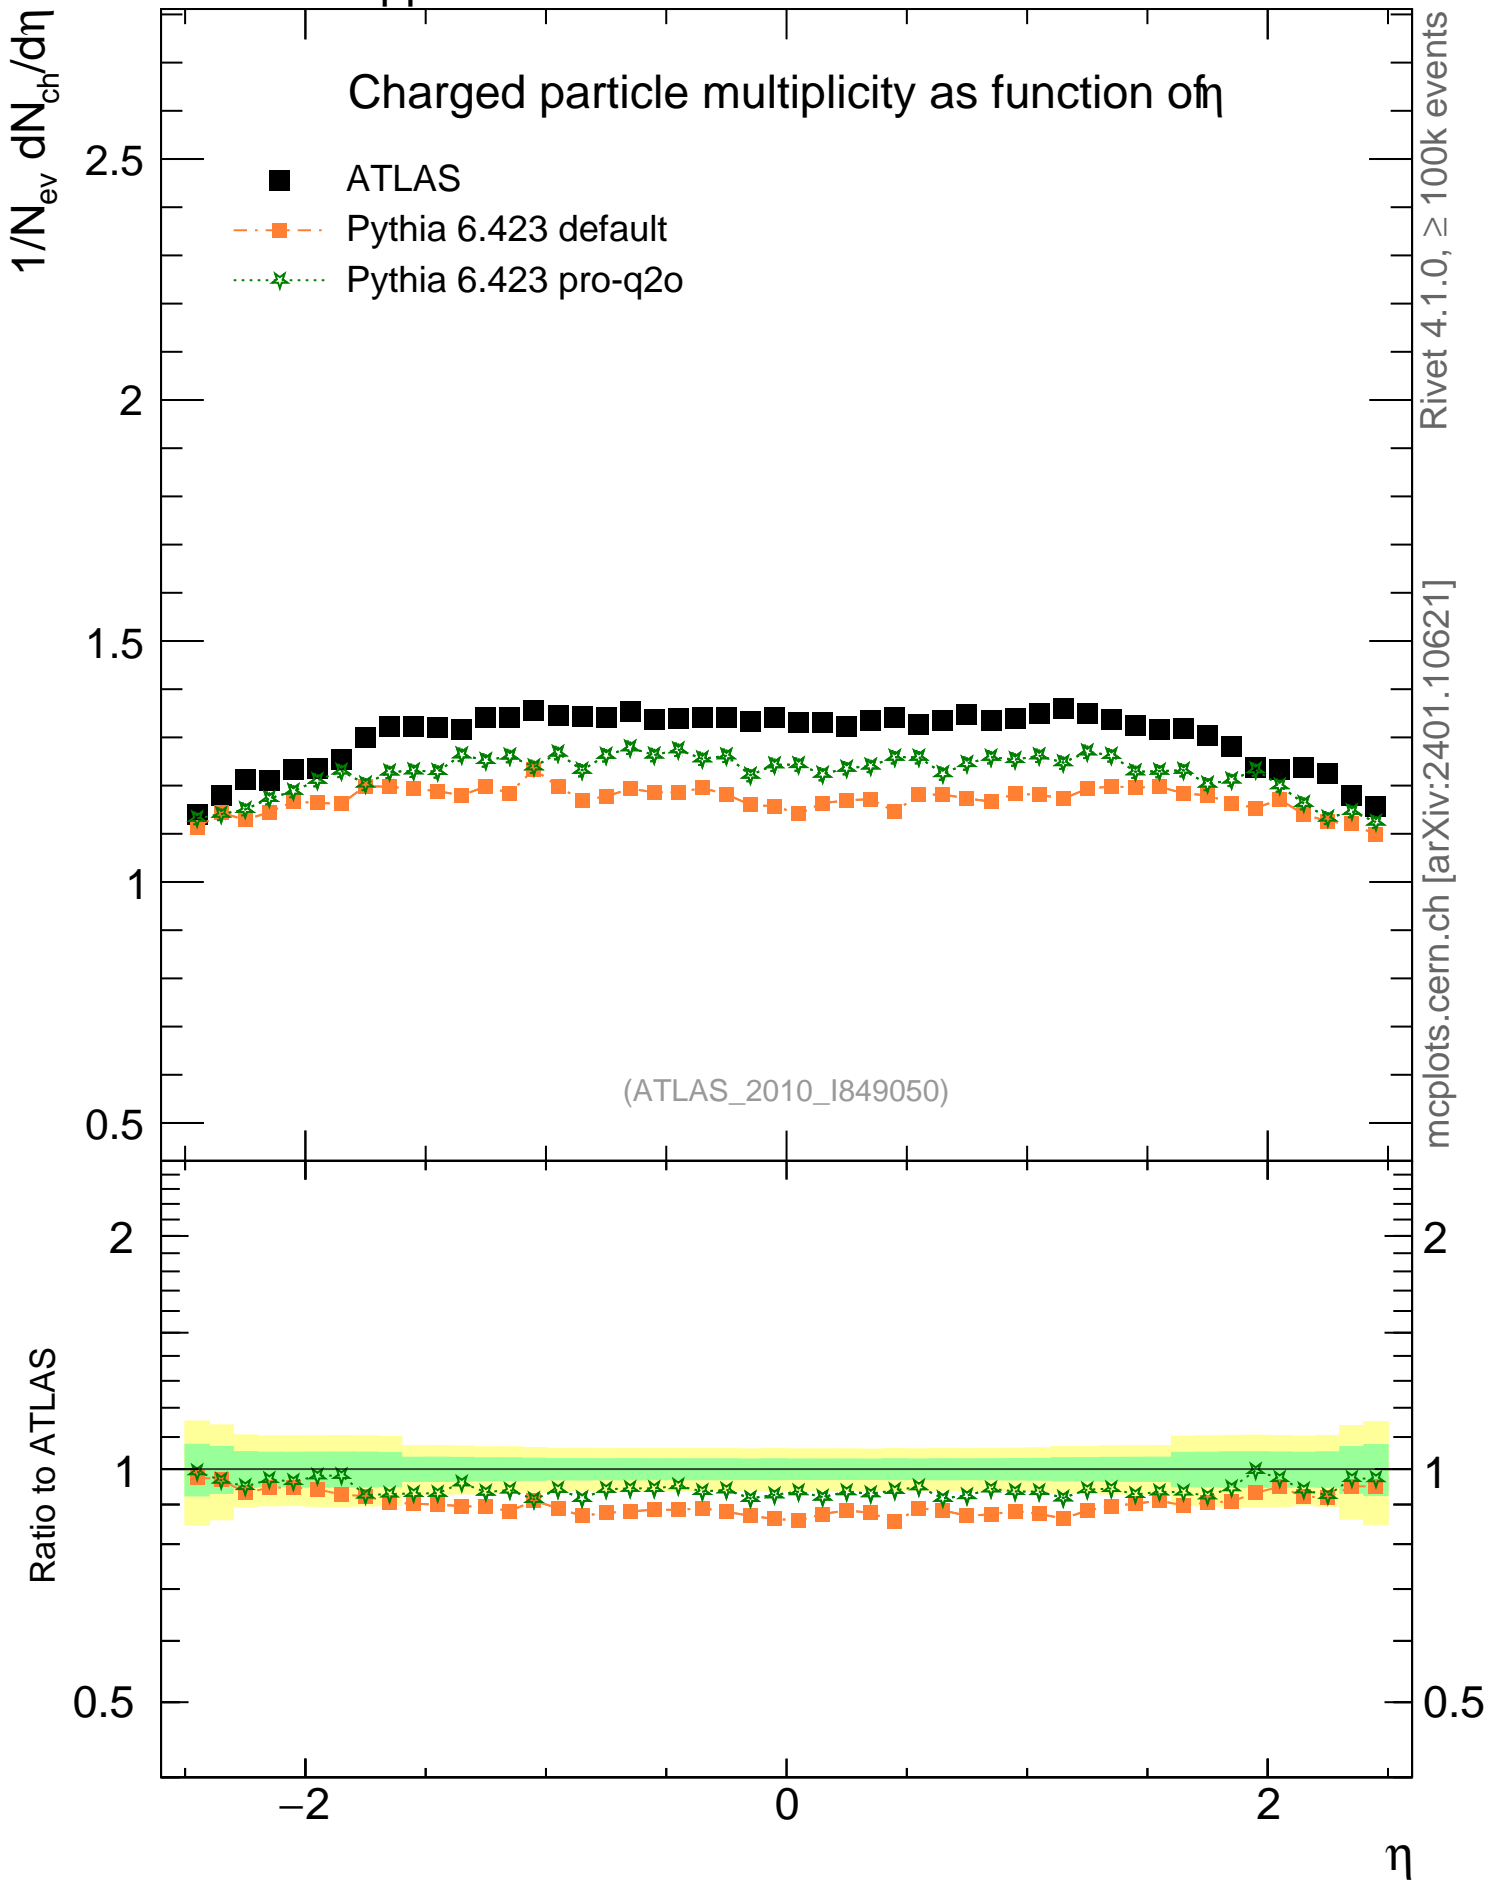 Charged particle multiplicity as function of η
1/N_ev dN_ch/dη
ATLAS
Pythia 6.423 default
Pythia 6.423 pro-q2o
2.5
2
1.5
1
0.5
(ATLAS_2010_I849050)
Rivet 4.1.0, ≥ 100k events
mcplots.cern.ch [arXiv:2401.10621]
Ratio to ATLAS
2
1
0.5
2
1
0.5
−2
0
2
η